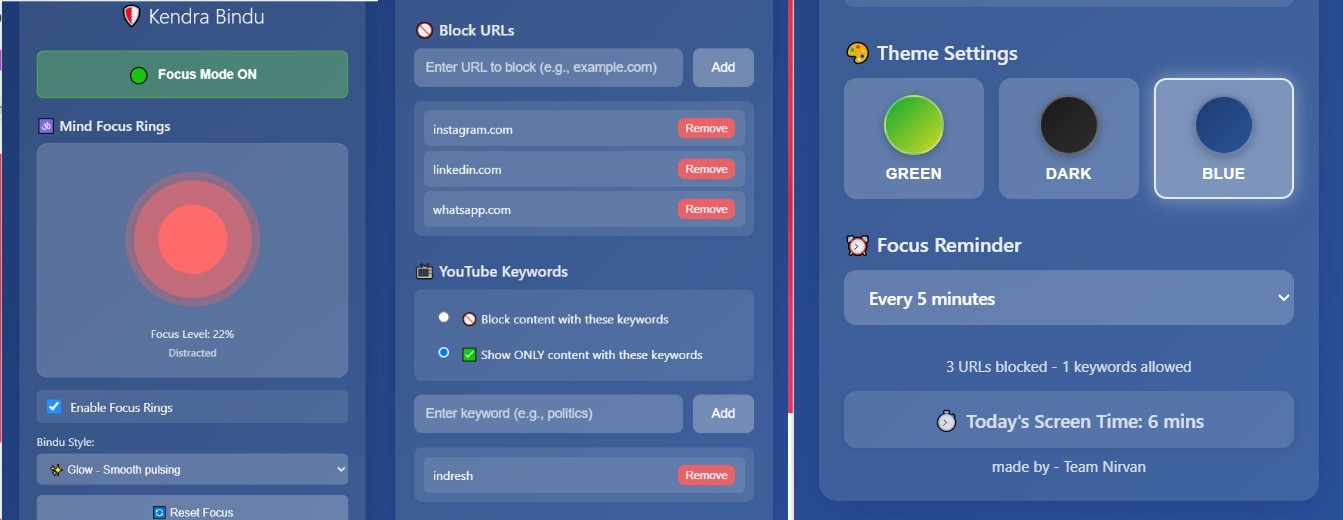 Kendra Bindu
Focus Mode ON
Mind Focus Rings
Focus Level: 22%
Distracted
Enable Focus Rings
Bindu Style:
Glow - Smooth pulsing
Reset Focus
Block URLs
Enter URL to block (e.g., example.com)
Add
instagram.com
Remove
linkedin.com
Remove
whatsapp.com
Remove
YouTube Keywords
Block content with these keywords
Show ONLY content with these keywords
Enter keyword (e.g., politics)
Add
indresh
Remove
Theme Settings
GREEN
DARK
BLUE
Focus Reminder
Every 5 minutes
3 URLs blocked - 1 keywords allowed
Today's Screen Time: 6 mins
made by - Team Nirvan